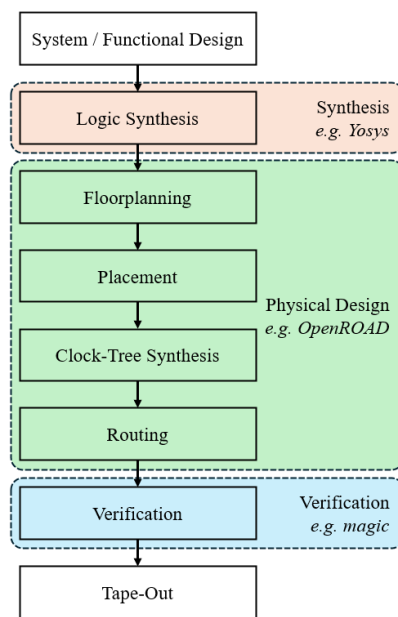 System / Functional Design
Logic Synthesis
Synthesis
e.g. Yosys
Floorplanning
Placement
Clock-Tree Synthesis
Routing
Physical Design
e.g. OpenROAD
Verification
Verification
e.g. magic
Tape-Out